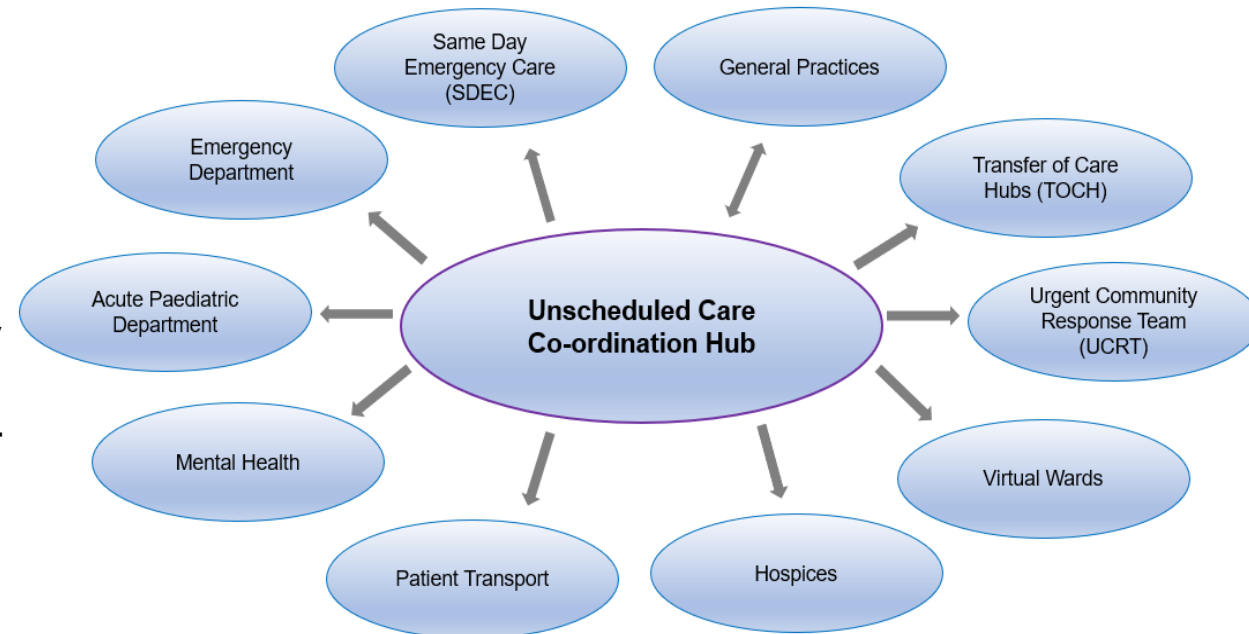 Same Day
Emergency Care
(SDEC)
General Practices
Emergency
Department
Transfer of Care
Hubs (TOCH)
Acute Paediatric
Department
Unscheduled Care
Co-ordination Hub
Urgent Community
Response Team
(UCRT)
Mental Health
Virtual Wards
Patient Transport
Hospices